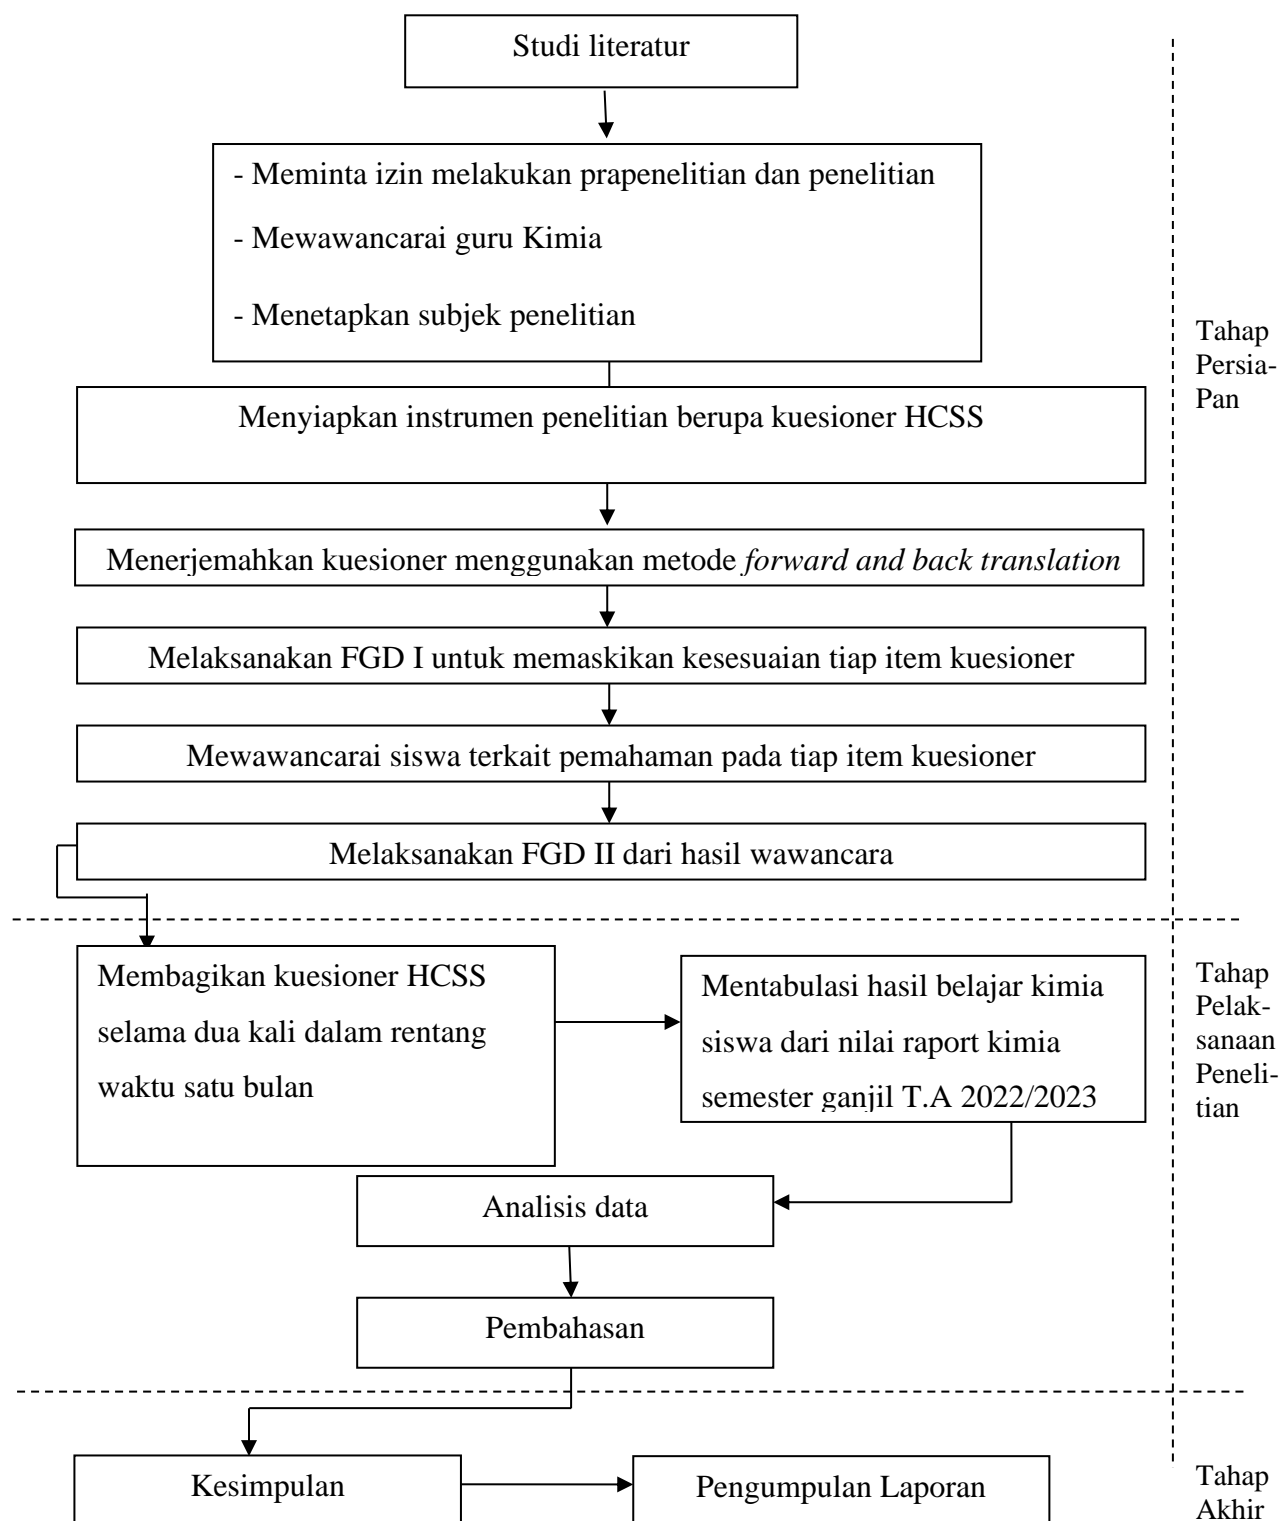 Studi literatur
- Meminta izin melakukan prapenelitian dan penelitian
- Mewawancarai guru Kimia
- Menetapkan subjek penelitian
Tahap
Persia-
Pan
Menyiapkan instrumen penelitian berupa kuesioner HCSS
Menerjemahkan kuesioner menggunakan metode forward and back translation
Melaksanakan FGD I untuk memaskikan kesesuaian tiap item kuesioner
Mewawancarai siswa terkait pemahaman pada tiap item kuesioner
Melaksanakan FGD II dari hasil wawancara
Membagikan kuesioner HCSS
selama dua kali dalam rentang
waktu satu bulan
Mentabulasi hasil belajar kimia
siswa dari nilai raport kimia
semester ganjil T.A 2022/2023
Tahap
Pelak-
sanaan
Peneli-
tian
Analisis data
Pembahasan
Kesimpulan
Pengumpulan Laporan
Tahap
Akhir